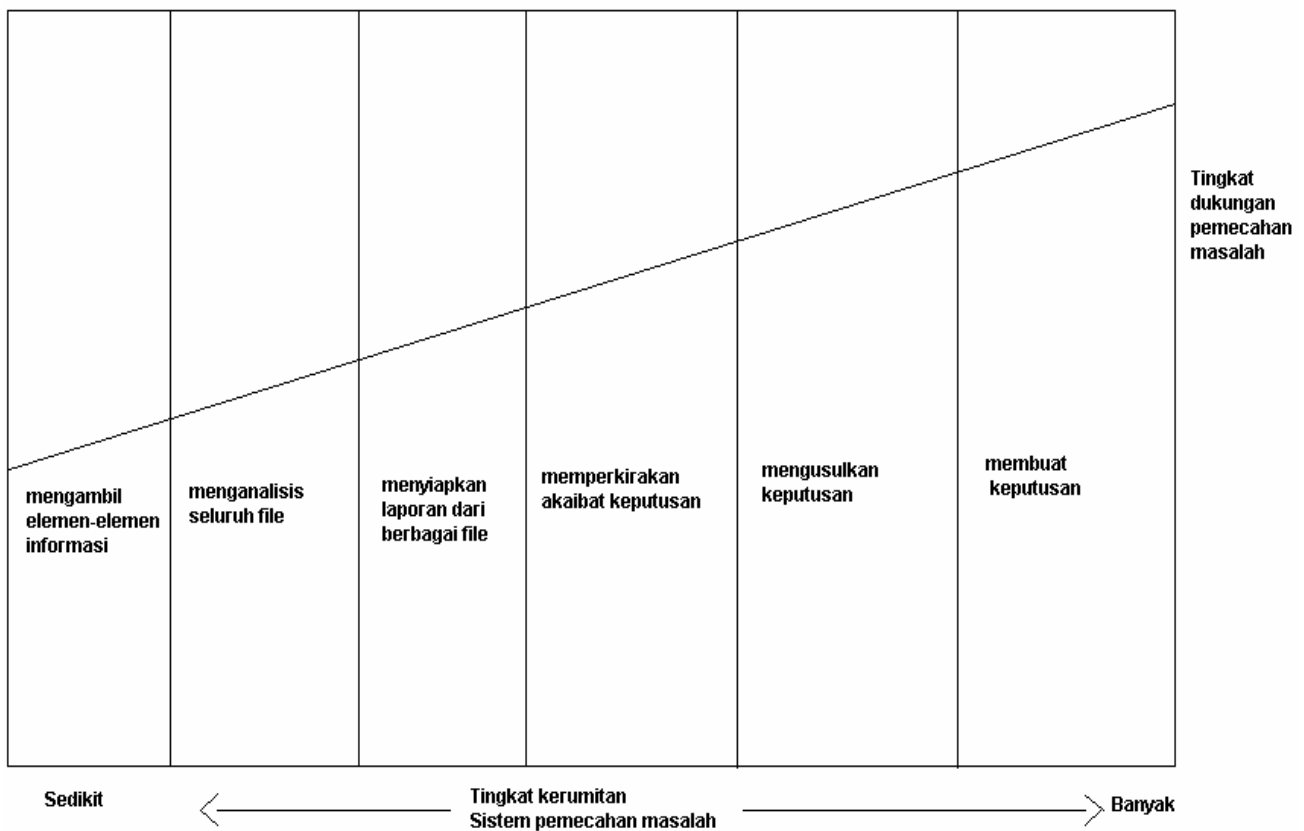 Tingkat
dukungan
pemecahan
masalah
mengambil
elemen-elemen
informasi
menganalisis
seluruh file
menyiapkan
laporan dari
berbagai file
memperkirakan
akaibat keputusan
mengusulkan
keputusan
membuat
keputusan
Sedikit
Tingkat kerumitan
Sistem pemecahan masalah
Banyak